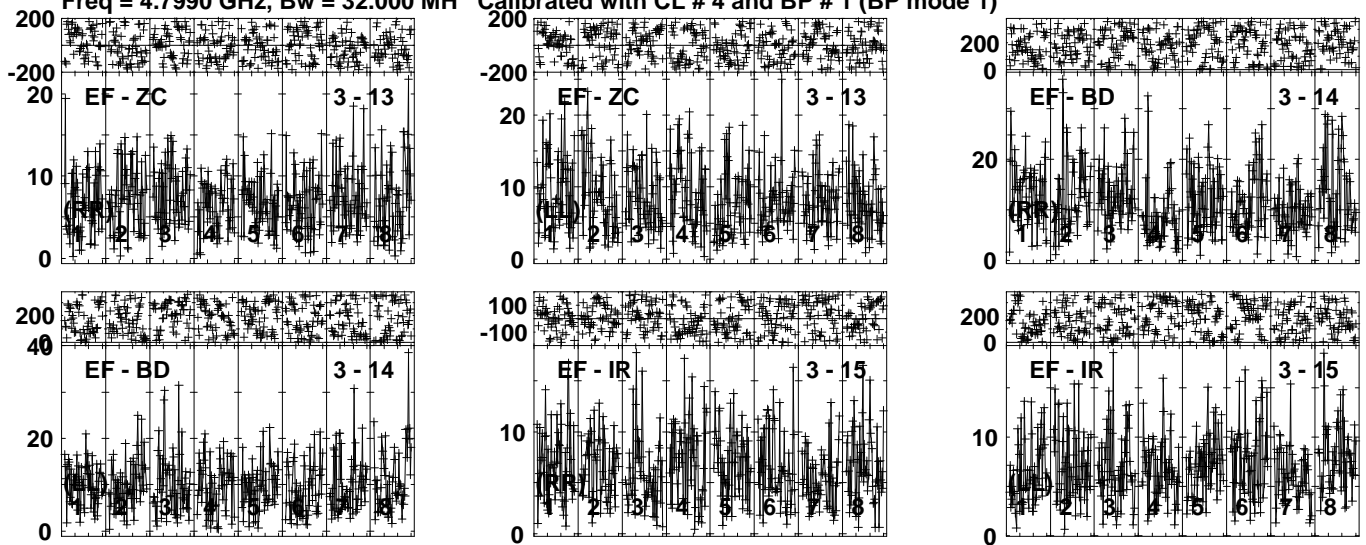 Freq = 4.7990 GHz, Bw = 32.000 MH Calibrated with CL # 4 and BP # 1 (BP mode 1)
200
-200
20
10
0
EF - ZC 3 - 13
(RR)
1 2 3 4 5 6 7 8
200
-200
20
10
0
EF - ZC 3 - 13
(LL)
1 2 3 4 5 6 7 8
200
0
20
0
EF - BD 3 - 14
(RR)
1 2 3 4 5 6 7 8
200
0
40
20
0
EF - BD 3 - 14
(LL)
1 2 3 4 5 6 7 8
100
-100
10
0
EF - IR 3 - 15
(RR)
1 2 3 4 5 6 7 8
200
0
10
0
EF - IR 3 - 15
(LL)
1 2 3 4 5 6 7 8